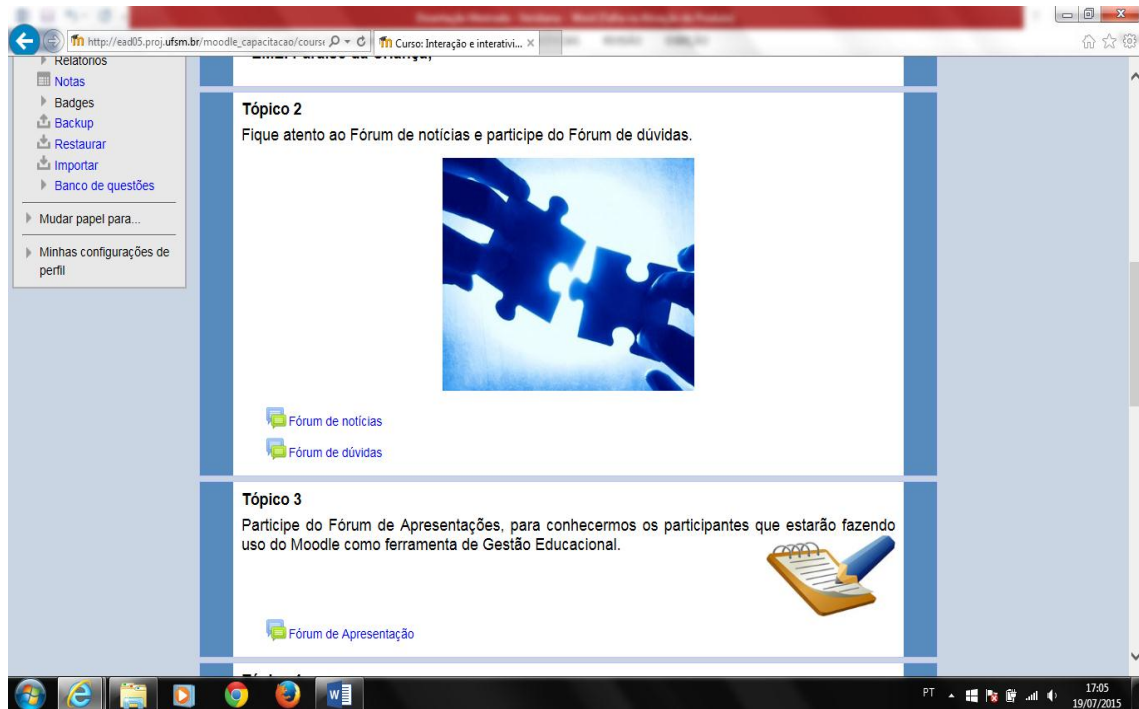 http://ead05.proj.ufsm.br/moodle_capacitacao/cours
Curso: Interação e interativi...
Relatórios
Notas
Badges
Backup
Restaurar
Importar
Banco de questões
Mudar papel para...
Minhas configurações de
perfil
Tópico 2
Fique atento ao Fórum de notícias e participe do Fórum de dúvidas.
Fórum de notícias
Fórum de dúvidas
Tópico 3
Participe do Fórum de Apresentações, para conhecermos os participantes que estarão fazendo
uso do Moodle como ferramenta de Gestão Educacional.
Fórum de Apresentação
PT
17:05
19/07/2015